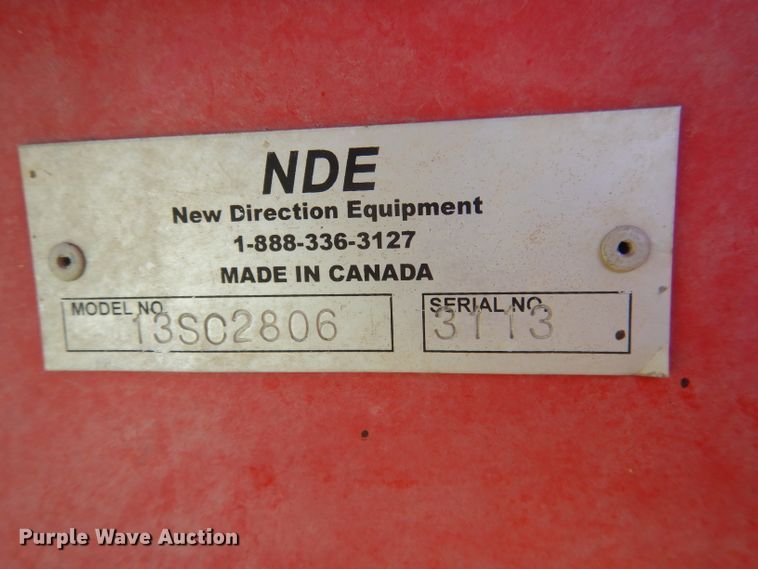 NDE
New Direction Equipment
1-888-336-3127
MADE IN CANADA
MODEL NO. 13SC2806
SERIAL NO. 3113
Purple Wave Auction